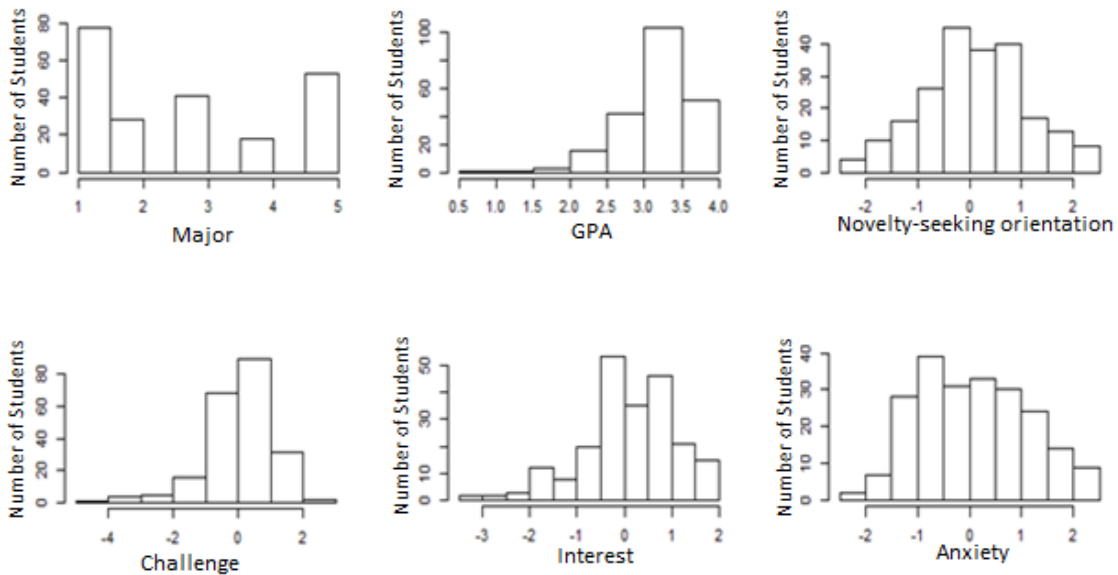 Number of Students
0 20 40 60 80
1 2 3 4 5
Major
Number of Students
0 20 60 100
0.5 1.0 1.5 2.0 2.5 3.0 3.5 4.0
GPA
Number of Students
0 10 20 30 40
-2 -1 0 1 2
Novelty-seeking orientation
Number of Students
0 20 40 60 80
-4 -2 0 2
Challenge
Number of Students
0 10 30 50
-3 -2 -1 0 1 2
Interest
Number of Students
0 10 20 30 40
-2 -1 0 1 2
Anxiety